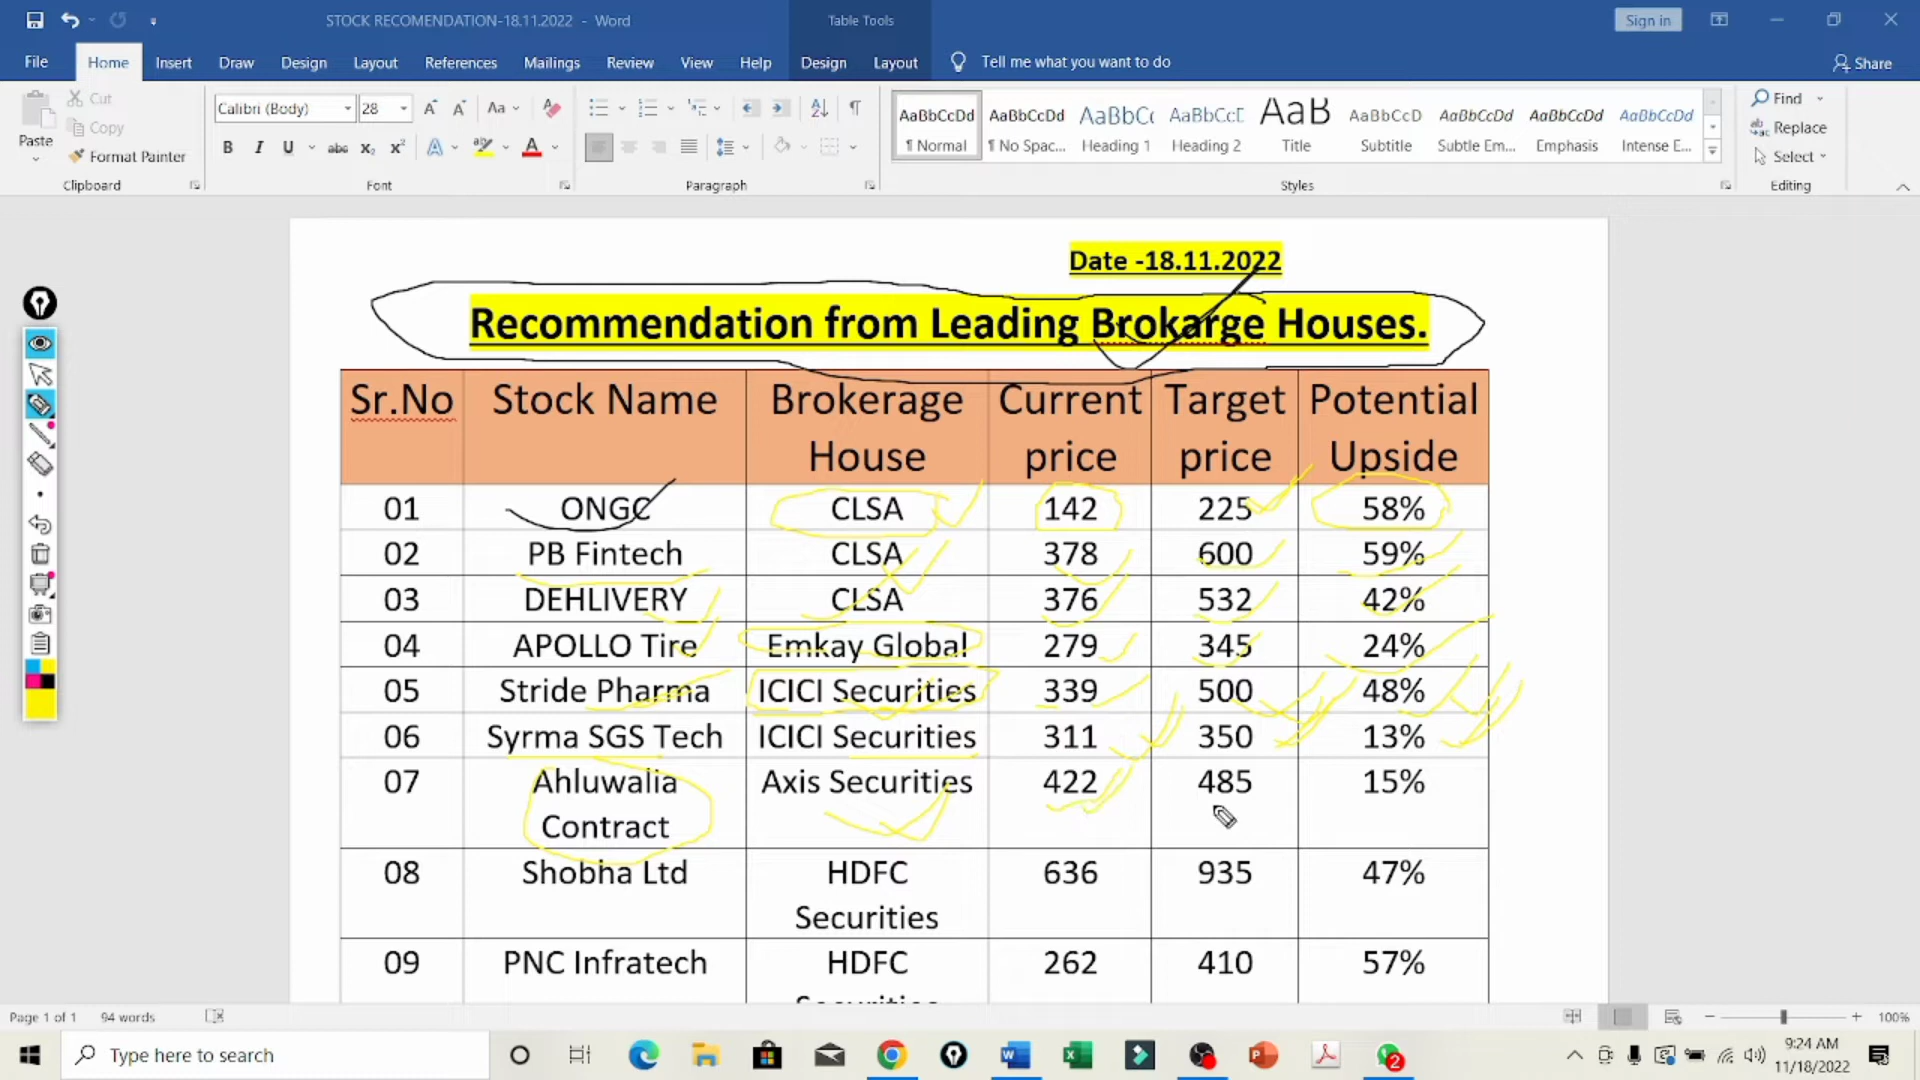 STOCK RECOMENDATION-18.11.2022 - Word
Table Tools
Sign in
File Home Insert Draw Design Layout References Mailings Review View Help Design Layout Tell me what you want to do Share
Paste
Cut
Copy
Format Painter
Clipboard
Calibri (Body) 28
Font
Paragraph
AaBbCcDd AaBbCcDd AaBbCc AaBbCcE AaB AaBbCcD AaBbCcDd AaBbCcDd AaBbCcDd
¶ Normal ¶ No Spac... Heading 1 Heading 2 Title Subtitle Subtle Em... Emphasis Intense E...
Styles
Find
Replace
Select
Editing
Date -18.11.2022
Recommendation from Leading Brokarge Houses.
Sr.No Stock Name Brokerage House Current price Target price Potential Upside
01 ONGC CLSA 142 225 58%
02 PB Fintech CLSA 378 600 59%
03 DEHLIVERY CLSA 376 532 42%
04 APOLLO Tire Emkay Global 279 345 24%
05 Stride Pharma ICICI Securities 339 500 48%
06 Syrma SGS Tech ICICI Securities 311 350 13%
07 Ahluwalia Contract Axis Securities 422 485 15%
08 Shobha Ltd HDFC Securities 636 935 47%
09 PNC Infratech HDFC Securities 262 410 57%
Page 1 of 1 94 words 100%
Type here to search
2
9:24 AM
11/18/2022